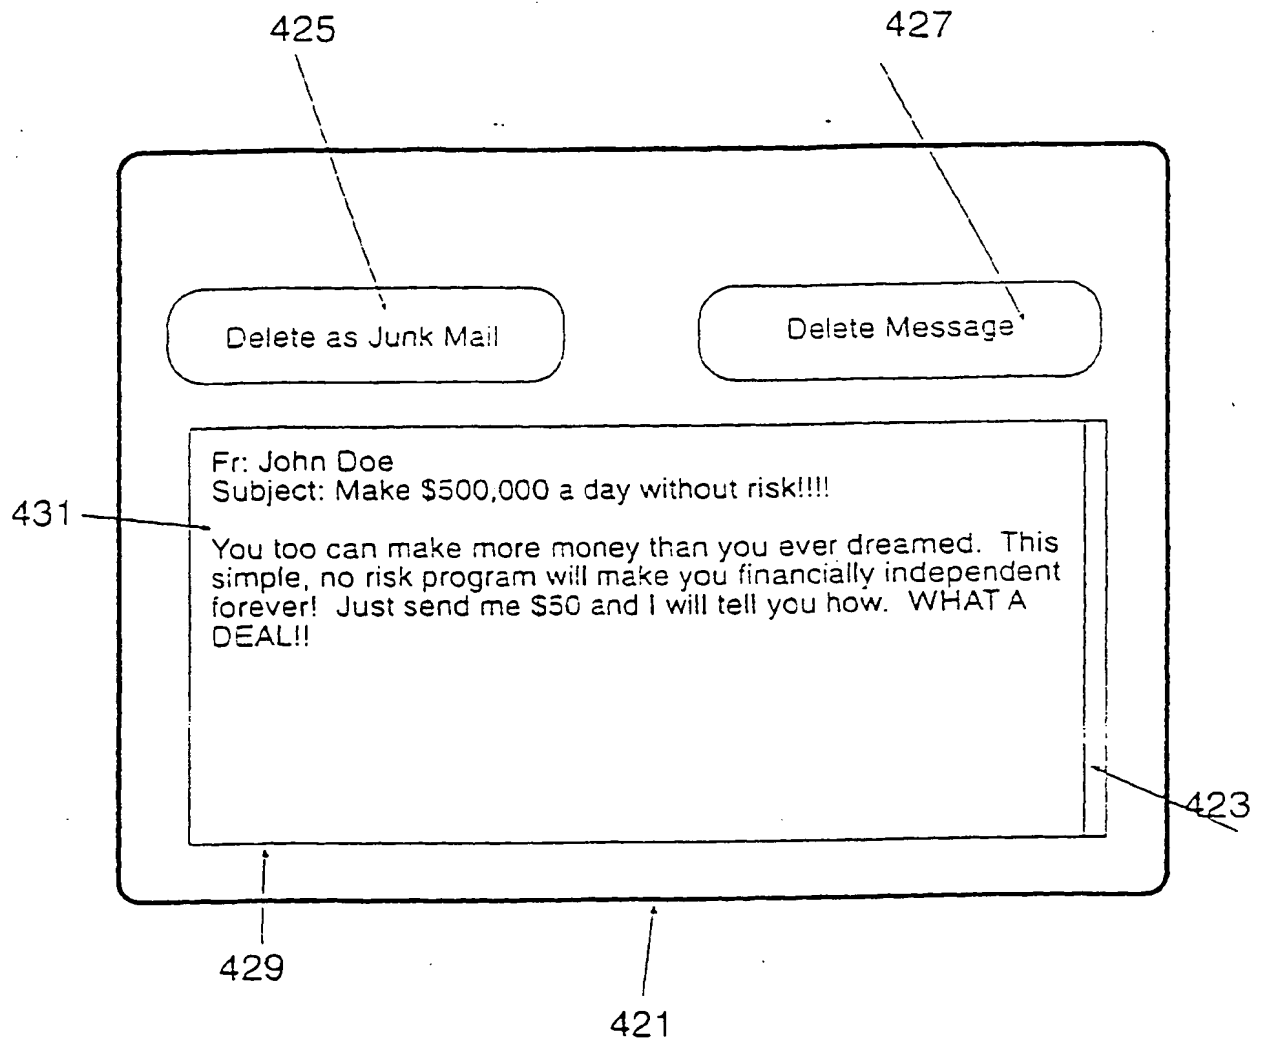 425
427
Delete as Junk Mail
Delete Message
Fr: John Doe
Subject: Make $500,000 a day without risk!!!!
431
You too can make more money than you ever dreamed. This
simple, no risk program will make you financially independent
forever! Just send me $50 and I will tell you how. WHAT A
DEAL!!
423
429
421